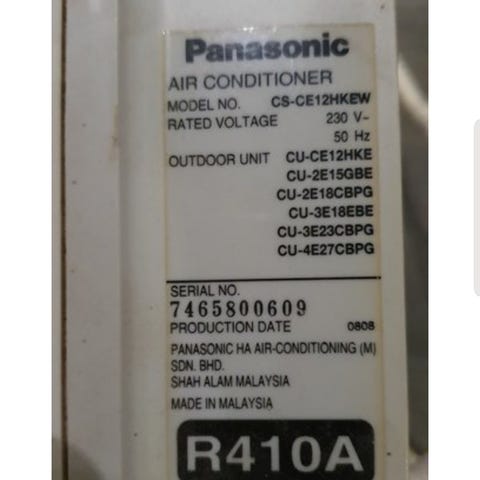 Panasonic
AIR CONDITIONER
MODEL NO. CS-CE12HKEW
RATED VOLTAGE 230 V~
50 Hz
OUTDOOR UNIT CU-CE12HKE
CU-2E15GBE
CU-2E18CBPG
CU-3E18EBE
CU-3E23CBPG
CU-4E27CBPG
SERIAL NO.
7465800609
PRODUCTION DATE 0808
PANASONIC HA AIR-CONDITIONING (M)
SDN. BHD.
SHAH ALAM MALAYSIA
MADE IN MALAYSIA
R410A